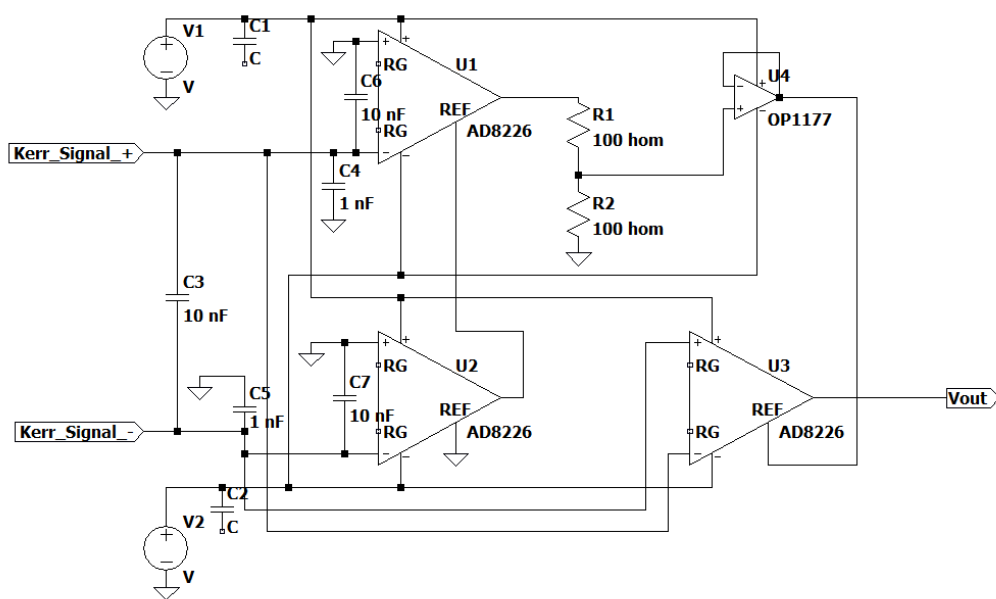 V1
V
C1
C
+
-
RG
RG
C6
10 nF
U1
REF
AD8226
U4
OP1177
R1
100 hom
R2
100 hom
Kerr_Signal_+
C4
1 nF
C3
10 nF
C5
1 nF
Kerr_Signal_-
RG
RG
C7
10 nF
U2
REF
AD8226
RG
RG
U3
REF
AD8226
Vout
V2
V
C2
C